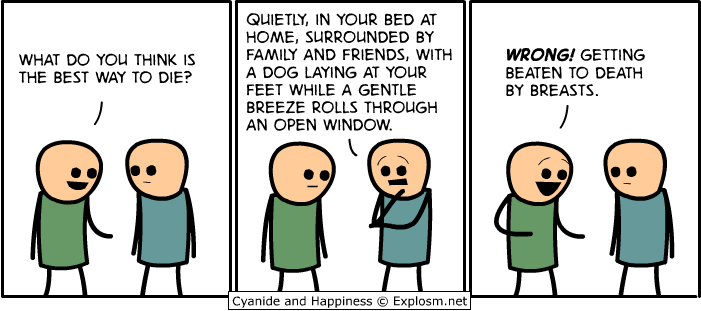 WHAT DO YOU THINK IS
THE BEST WAY TO DIE?
QUIETLY, IN YOUR BED AT
HOME, SURROUNDED BY
FAMILY AND FRIENDS, WITH
A DOG LAYING AT YOUR
FEET WHILE A GENTLE
BREEZE ROLLS THROUGH
AN OPEN WINDOW.
WRONG! GETTING
BEATEN TO DEATH
BY BREASTS.
Cyanide and Happiness © Explosm.net